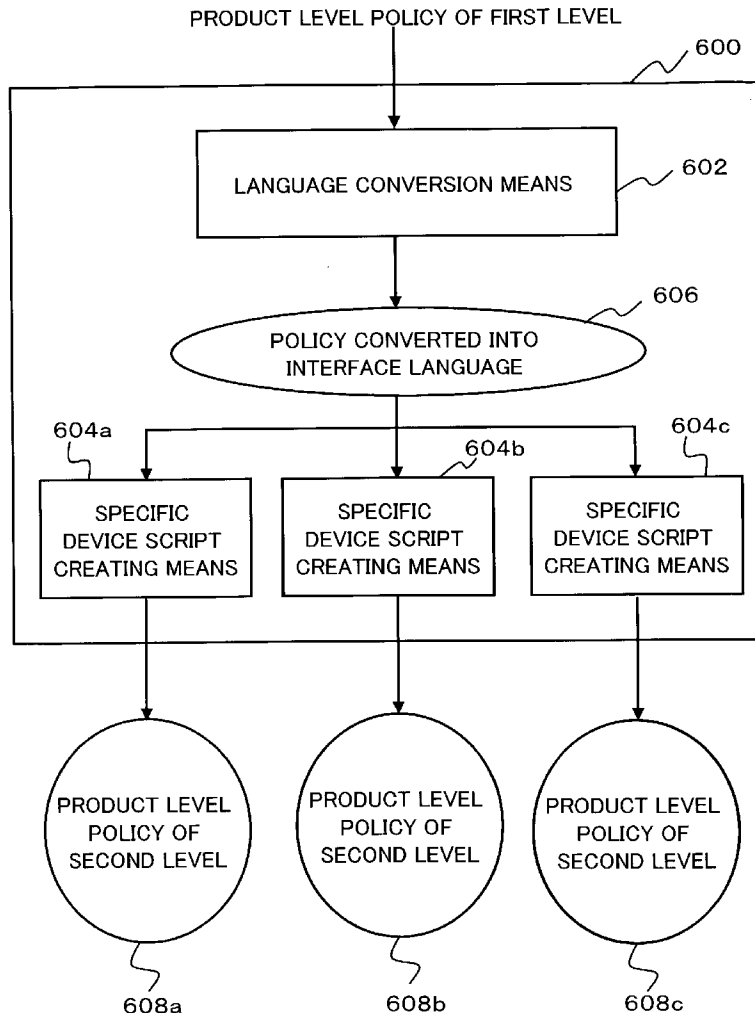 PRODUCT LEVEL POLICY OF FIRST LEVEL
600
LANGUAGE CONVERSION MEANS
602
606
POLICY CONVERTED INTO
INTERFACE LANGUAGE
604a
604b
604c
SPECIFIC
DEVICE SCRIPT
CREATING MEANS
SPECIFIC
DEVICE SCRIPT
CREATING MEANS
SPECIFIC
DEVICE SCRIPT
CREATING MEANS
PRODUCT LEVEL
POLICY OF
SECOND LEVEL
PRODUCT LEVEL
POLICY OF
SECOND LEVEL
PRODUCT LEVEL
POLICY OF
SECOND LEVEL
608a
608b
608c